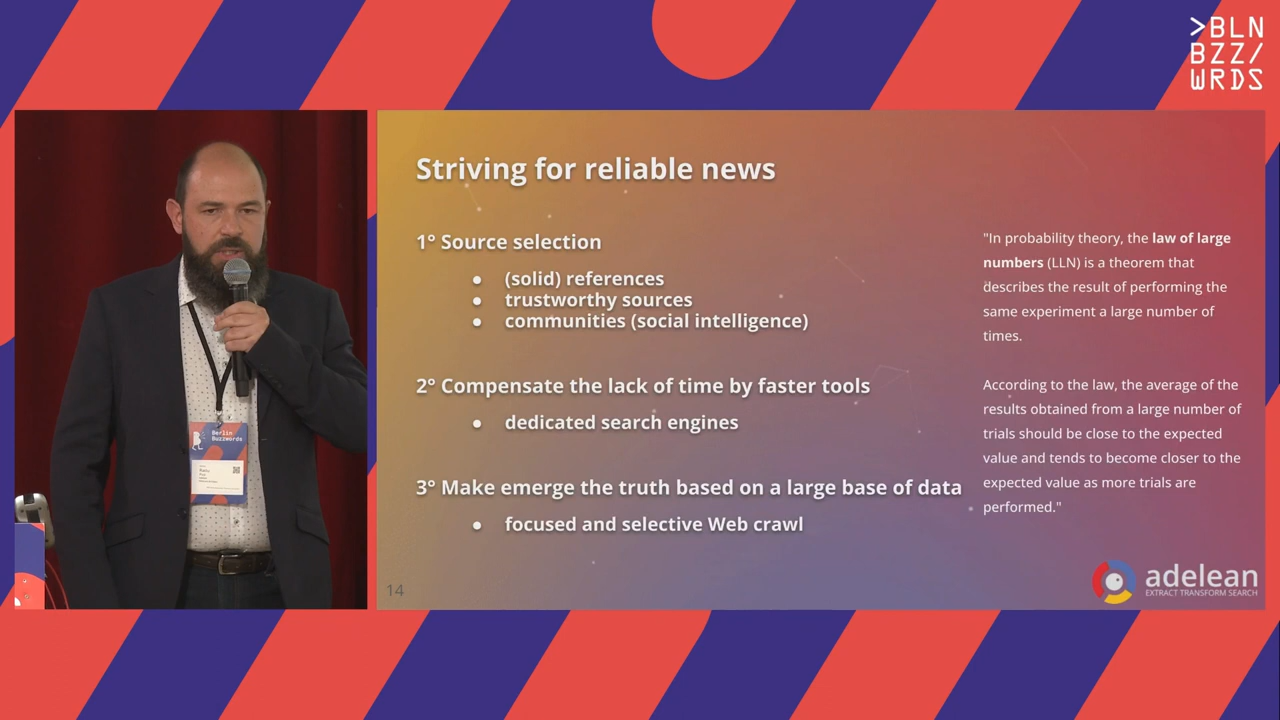 >BLN
BZZ/
WRDS
Striving for reliable news
1° Source selection
● (solid) references
● trustworthy sources
● communities (social intelligence)
2° Compensate the lack of time by faster tools
● dedicated search engines
3° Make emerge the truth based on a large base of data
● focused and selective Web crawl
"In probability theory, the law of large
numbers (LLN) is a theorem that
describes the result of performing the
same experiment a large number of
times.
According to the law, the average of the
results obtained from a large number of
trials should be close to the expected
value and tends to become closer to the
expected value as more trials are
performed."
14
adelean
EXTRACT TRANSFORM SEARCH
Berlin
Buzzwords